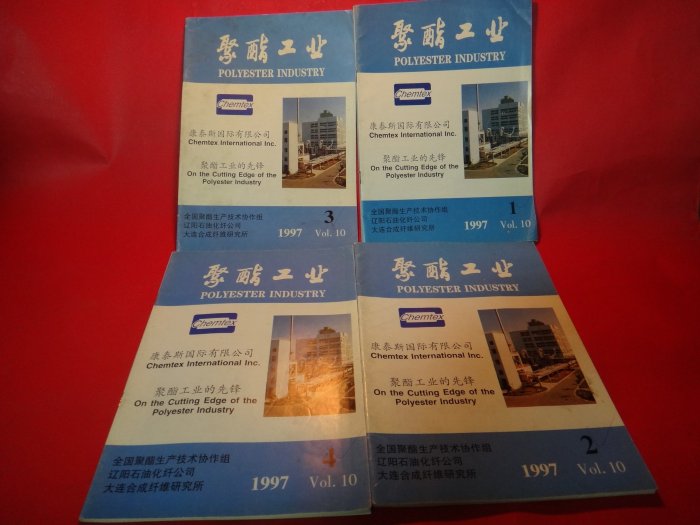 聚酯工业
POLYESTER INDUSTRY
Chemtex
康泰斯国际有限公司
Chemtex International Inc.
聚酯工业的先锋
On the Cutting Edge of the
Polyester Industry
全国聚酯生产技术协作组
辽阳石油化纤公司
大连合成纤维研究所
3
1997 Vol. 10
聚酯工业
POLYESTER INDUSTRY
Chemtex
康泰斯国际有限公司
Chemtex International Inc.
聚酯工业的先锋
On the Cutting Edge of the
Polyester Industry
全国聚酯生产技术协作组
辽阳石油化纤公司
大连合成纤维研究所
1
1997 Vol. 10
聚酯工业
POLYESTER INDUSTRY
Chemtex
康泰斯国际有限公司
Chemtex International Inc.
聚酯工业的先锋
On the Cutting Edge of the
Polyester Industry
全国聚酯生产技术协作组
辽阳石油化纤公司
大连合成纤维研究所
4
1997 Vol. 10
聚酯工业
POLYESTER INDUSTRY
Chemtex
康泰斯国际有限公司
Chemtex International Inc.
聚酯工业的先锋
On the Cutting Edge of the
Polyester Industry
全国聚酯生产技术协作组
辽阳石油化纤公司
大连合成纤维研究所
2
1997 Vol. 10